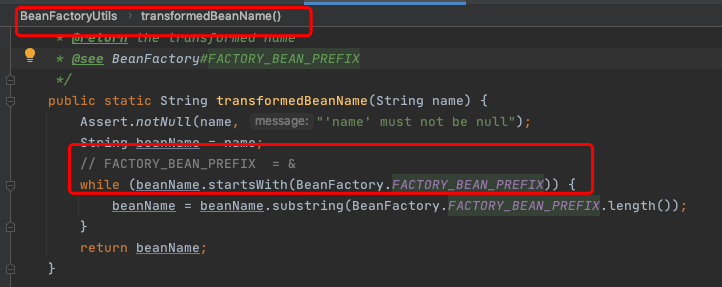 BeanFactoryUtils › transformedBeanName()
* @return the transformed name
* @see BeanFactory#FACTORY_BEAN_PREFIX
*/
public static String transformedBeanName(String name) {
Assert.notNull(name, message: "'name' must not be null");
String beanName = name;
// FACTORY_BEAN_PREFIX = &
while (beanName.startsWith(BeanFactory.FACTORY_BEAN_PREFIX)) {
beanName = beanName.substring(BeanFactory.FACTORY_BEAN_PREFIX.length());
}
return beanName;
}